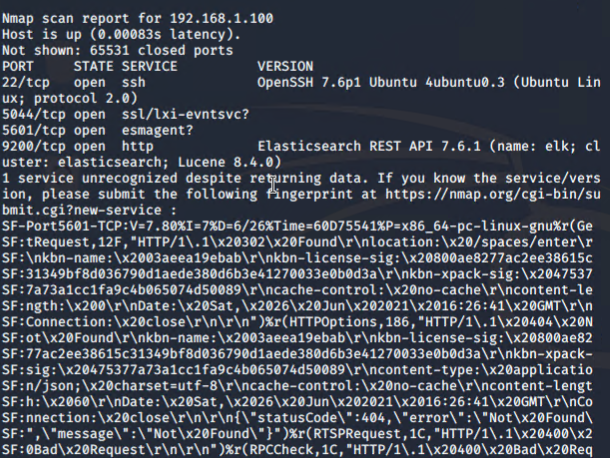 Nmap scan report for 192.168.1.100
Host is up (0.00083s latency).
Not shown: 65531 closed ports
PORT     STATE SERVICE         VERSION
22/tcp   open  ssh             OpenSSH 7.6p1 Ubuntu 4ubuntu0.3 (Ubuntu Lin
ux; protocol 2.0)
5044/tcp open  ssl/lxi-evntsvc?
5601/tcp open  esmagent?
9200/tcp open  http            Elasticsearch REST API 7.6.1 (name: elk; cl
uster: elasticsearch; Lucene 8.4.0)
1 service unrecognized despite returning data. If you know the service/vers
ion, please submit the following fingerprint at https://nmap.org/cgi-bin/su
bmit.cgi?new-service :
SF-Port5601-TCP:V=7.80%I=7%D=6/26%Time=60D75541%P=x86_64-pc-linux-gnu%r(Ge
SF:tRequest,12F,"HTTP/1\.1\x20302\x20Found\r\nlocation:\x20/spaces/enter\r
SF:\nkbn-name:\x2003aeea19ebab\r\nkbn-license-sig:\x20800ae8277ac2ee38615c
SF:31349bf8d036790d1aede380d6b3e41270033e0b0d3a\r\nkbn-xpack-sig:\x2047537
SF:7a73a1cc1fa9c4b065074d50089\r\ncache-control:\x20no-cache\r\ncontent-le
SF:ngth:\x200\r\nDate:\x20Sat,\x2026\x20Jun\x202021\x2016:26:41\x20GMT\r\n
SF:Connection:\x20close\r\n\r\n")%r(HTTPOptions,186,"HTTP/1\.1\x20404\x20N
SF:ot\x20Found\r\nkbn-name:\x2003aeea19ebab\r\nkbn-license-sig:\x20800ae82
SF:77ac2ee38615c31349bf8d036790d1aede380d6b3e41270033e0b0d3a\r\nkbn-xpack-
SF:sig:\x20475377a73a1cc1fa9c4b065074d50089\r\ncontent-type:\x20applicatio
SF:n/json;\x20charset=utf-8\r\ncache-control:\x20no-cache\r\ncontent-lengt
SF:h:\x2060\r\nDate:\x20Sat,\x2026\x20Jun\x202021\x2016:26:41\x20GMT\r\nCo
SF:nnection:\x20close\r\n\r\n{\"statusCode\":404,\"error\":\"Not\x20Found\
SF:",\"message\":\"Not\x20Found\"}")%r(RTSPRequest,1C,"HTTP/1\.1\x20400\x2
SF:0Bad\x20Request\r\n\r\n")%r(RPCCheck,1C,"HTTP/1\.1\x20400\x20Bad\x20Req